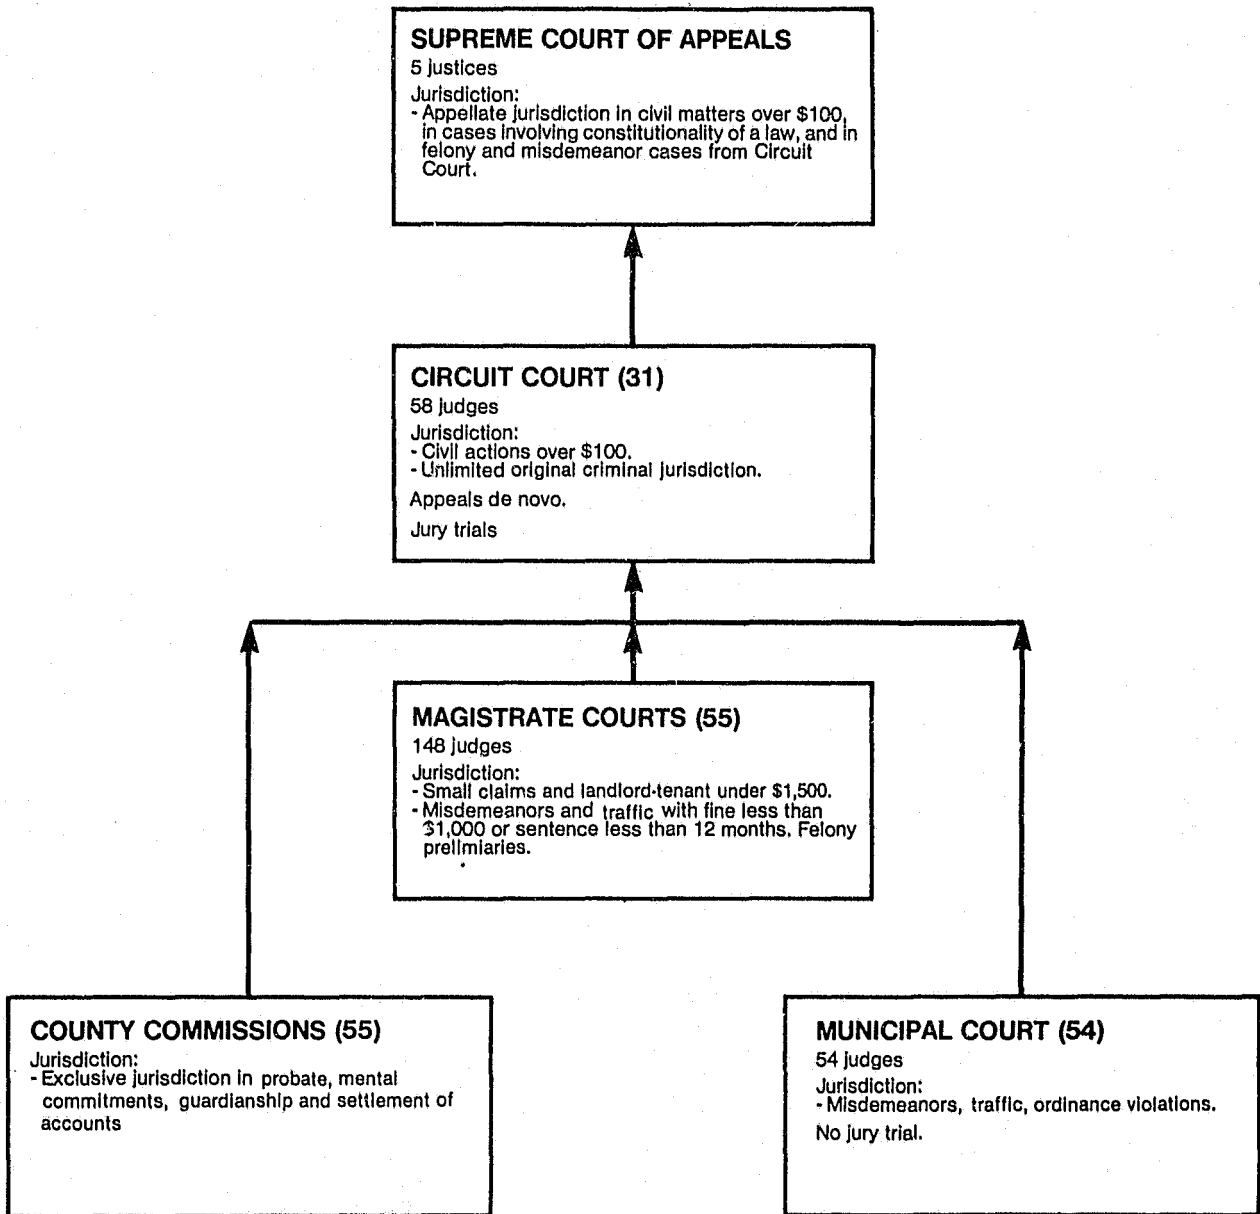 SUPREME COURT OF APPEALS
5 justices
Jurisdiction:
- Appellate jurisdiction in civil matters over $100,
in cases involving constitutionality of a law, and in
felony and misdemeanor cases from Circuit
Court.
CIRCUIT COURT (31)
58 judges
Jurisdiction:
- Civil actions over $100.
- Unlimited original criminal jurisdiction.
Appeals de novo.
Jury trials
MAGISTRATE COURTS (55)
148 judges
Jurisdiction:
- Small claims and landlord-tenant under $1,500.
- Misdemeanors and traffic with fine less than
$1,000 or sentence less than 12 months. Felony
prelimiaries.
COUNTY COMMISSIONS (55)
Jurisdiction:
- Exclusive jurisdiction in probate, mental
commitments, guardianship and settlement of
accounts
MUNICIPAL COURT (54)
54 judges
Jurisdiction:
- Misdemeanors, traffic, ordinance violations.
No jury trial.